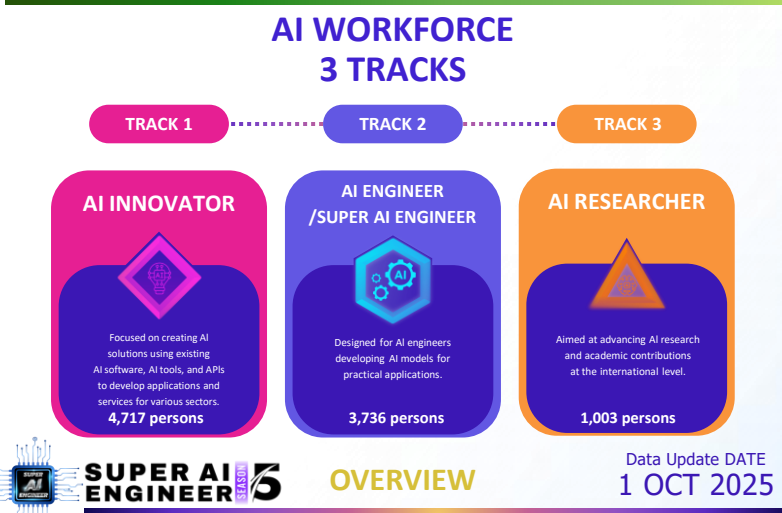 AI WORKFORCE
3 TRACKS
TRACK 1
TRACK 2
TRACK 3
AI INNOVATOR
Focused on creating AI
solutions using existing
AI software, AI tools, and APIs
to develop applications and
services for various sectors.
4,717 persons
AI ENGINEER
/SUPER AI ENGINEER
AI
Designed for AI engineers
developing AI models for
practical applications.
3,736 persons
AI RESEARCHER
Aimed at advancing AI research
and academic contributions
at the international level.
1,003 persons
SUPER
AI
ENGINEER
SUPER AI
ENGINEER
SEASON
OVERVIEW
Data Update DATE
1 OCT 2025